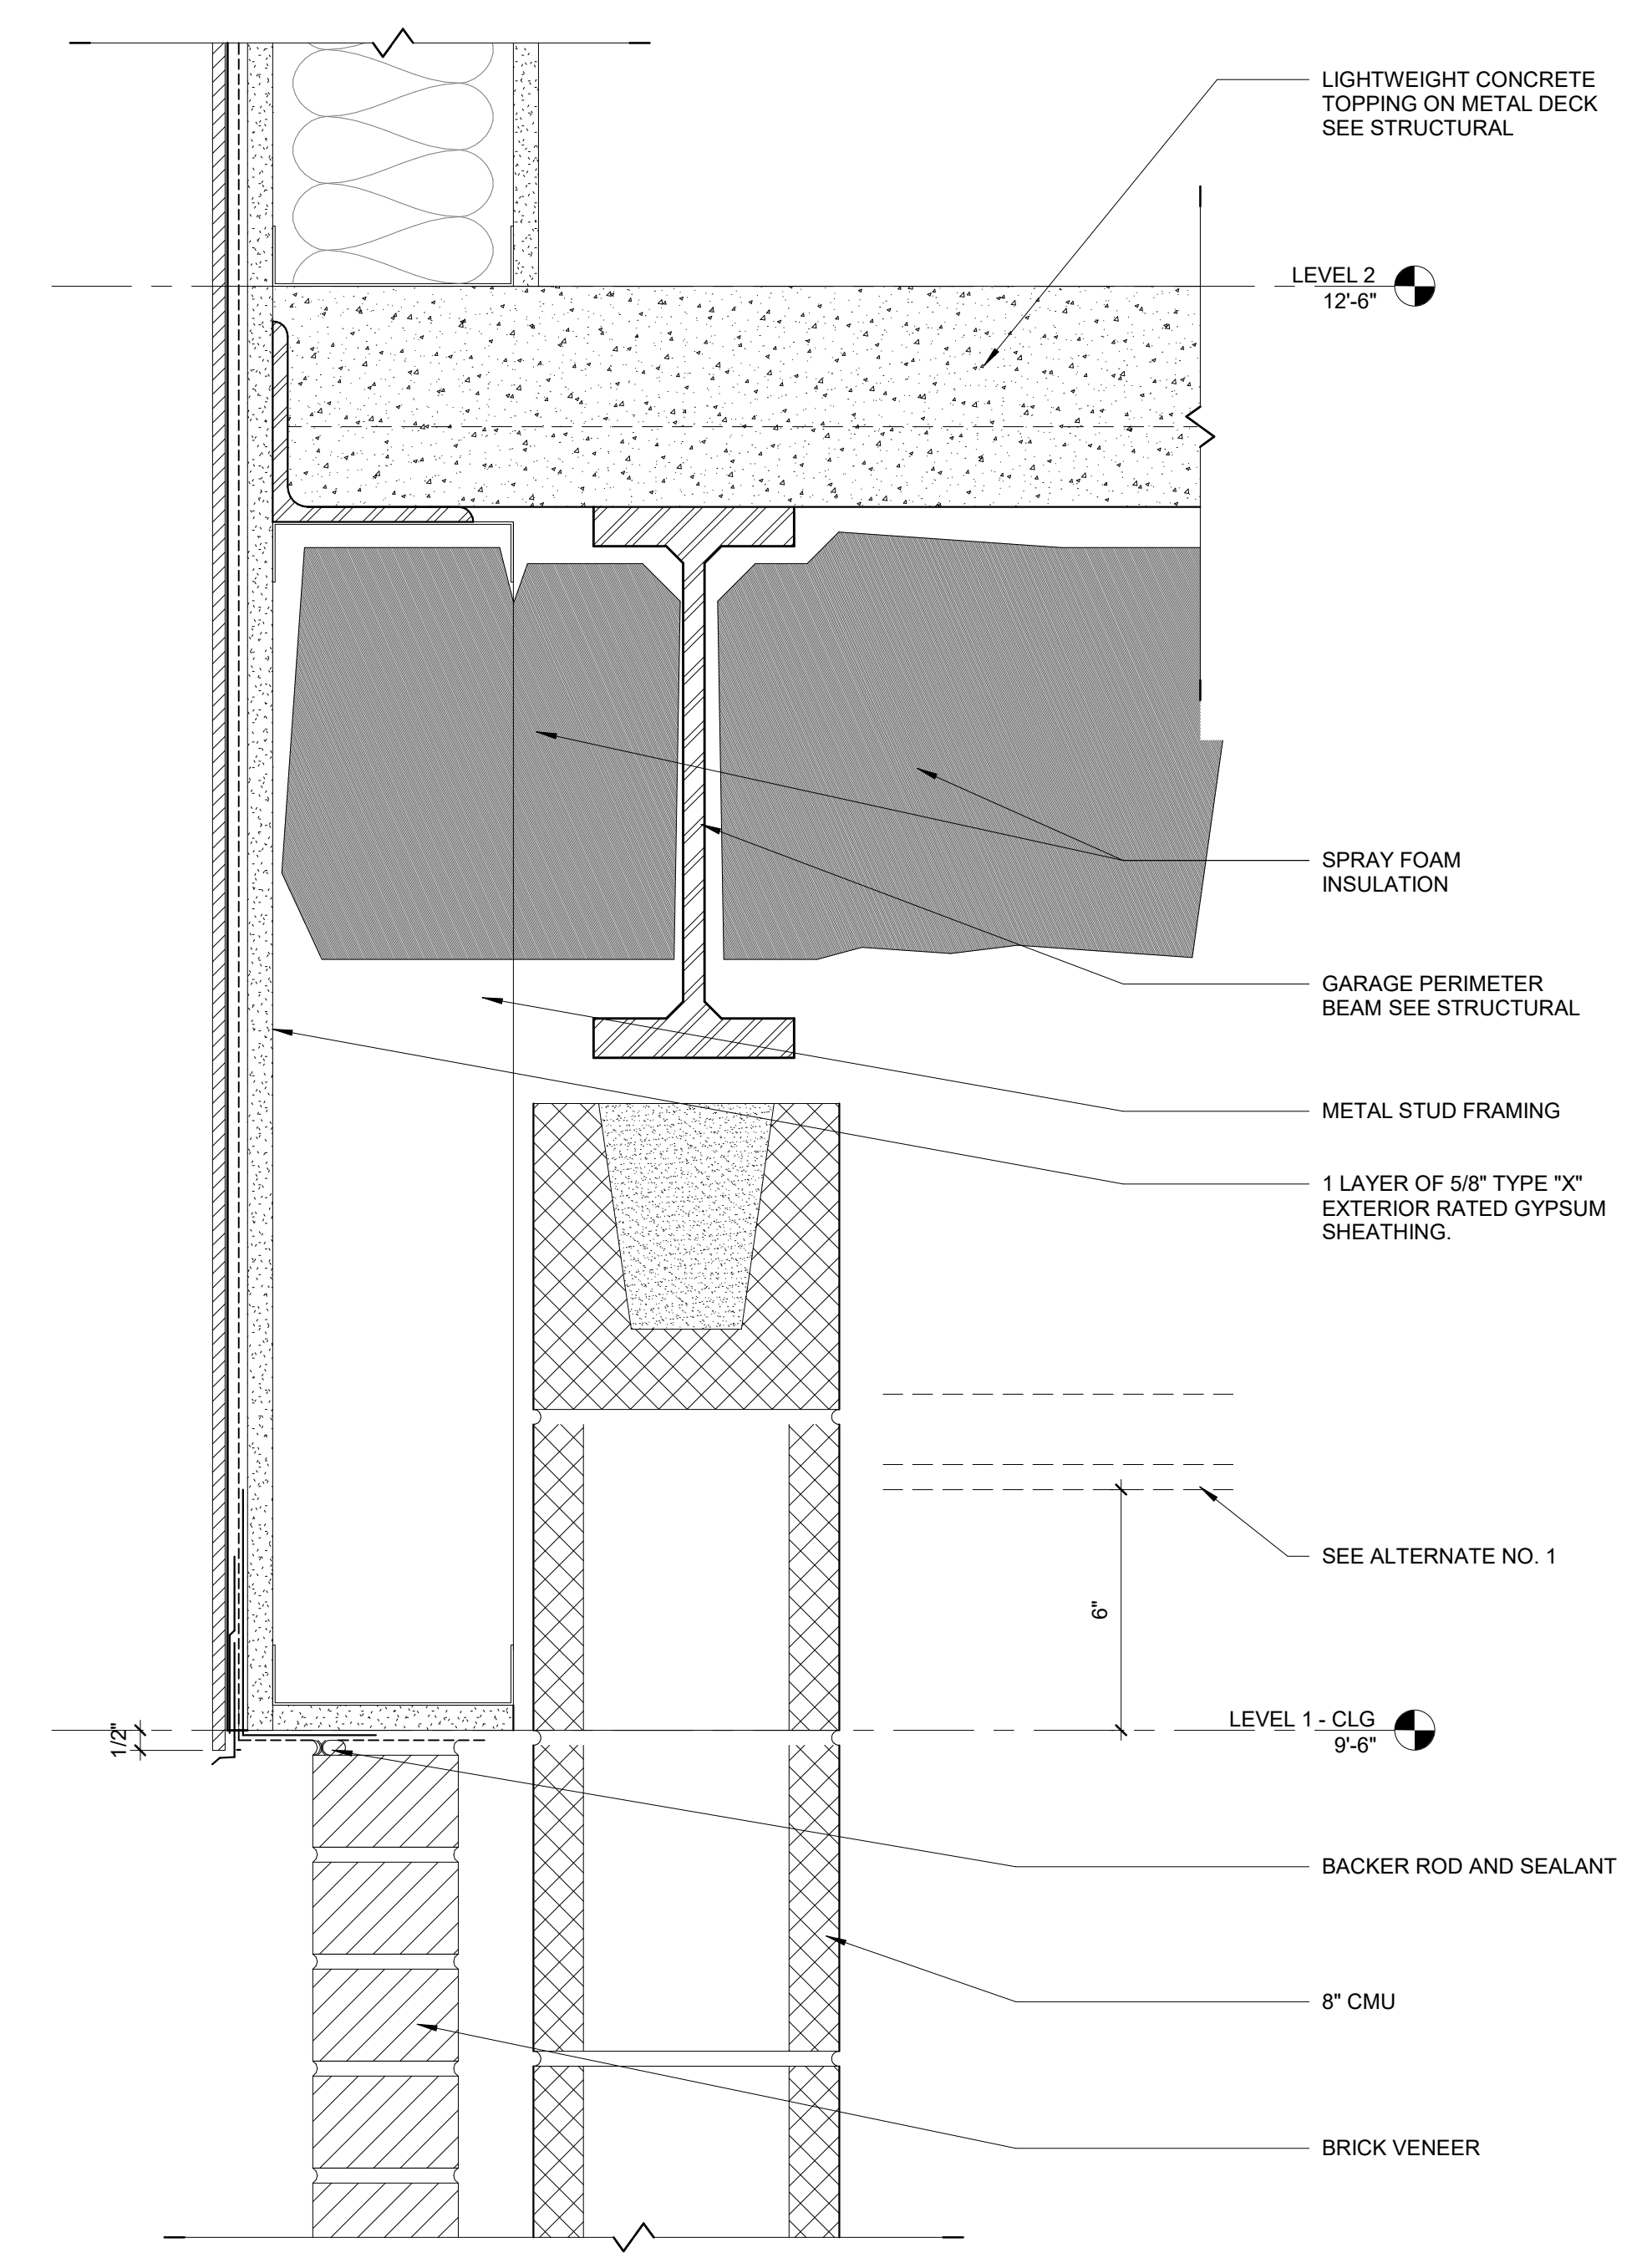 LIGHTWEIGHT CONCRETE
TOPPING ON METAL DECK
SEE STRUCTURAL
LEVEL 2
12'-6"
SPRAY FOAM
INSULATION
GARAGE PERIMETER
BEAM SEE STRUCTURAL
METAL STUD FRAMING
1 LAYER OF 5/8" TYPE "X"
EXTERIOR RATED GYPSUM
SHEATHING.
SEE ALTERNATE NO. 1
6"
LEVEL 1 - CLG
9'-6"
1/2"
BACKER ROD AND SEALANT
8" CMU
BRICK VENEER